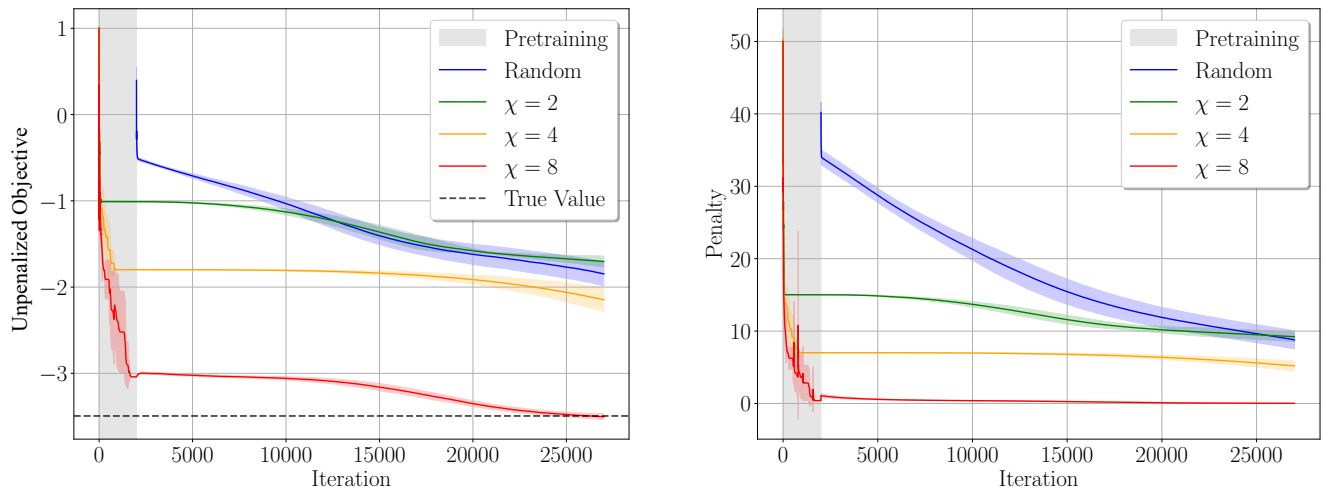 Unpenalized Objective
1
0
−1
−2
−3
0
5000
10000
15000
20000
25000
Iteration
Pretraining
Random
χ = 2
χ = 4
χ = 8
True Value
Penalty
50
40
30
20
10
0
0
5000
10000
15000
20000
25000
Iteration
Pretraining
Random
χ = 2
χ = 4
χ = 8